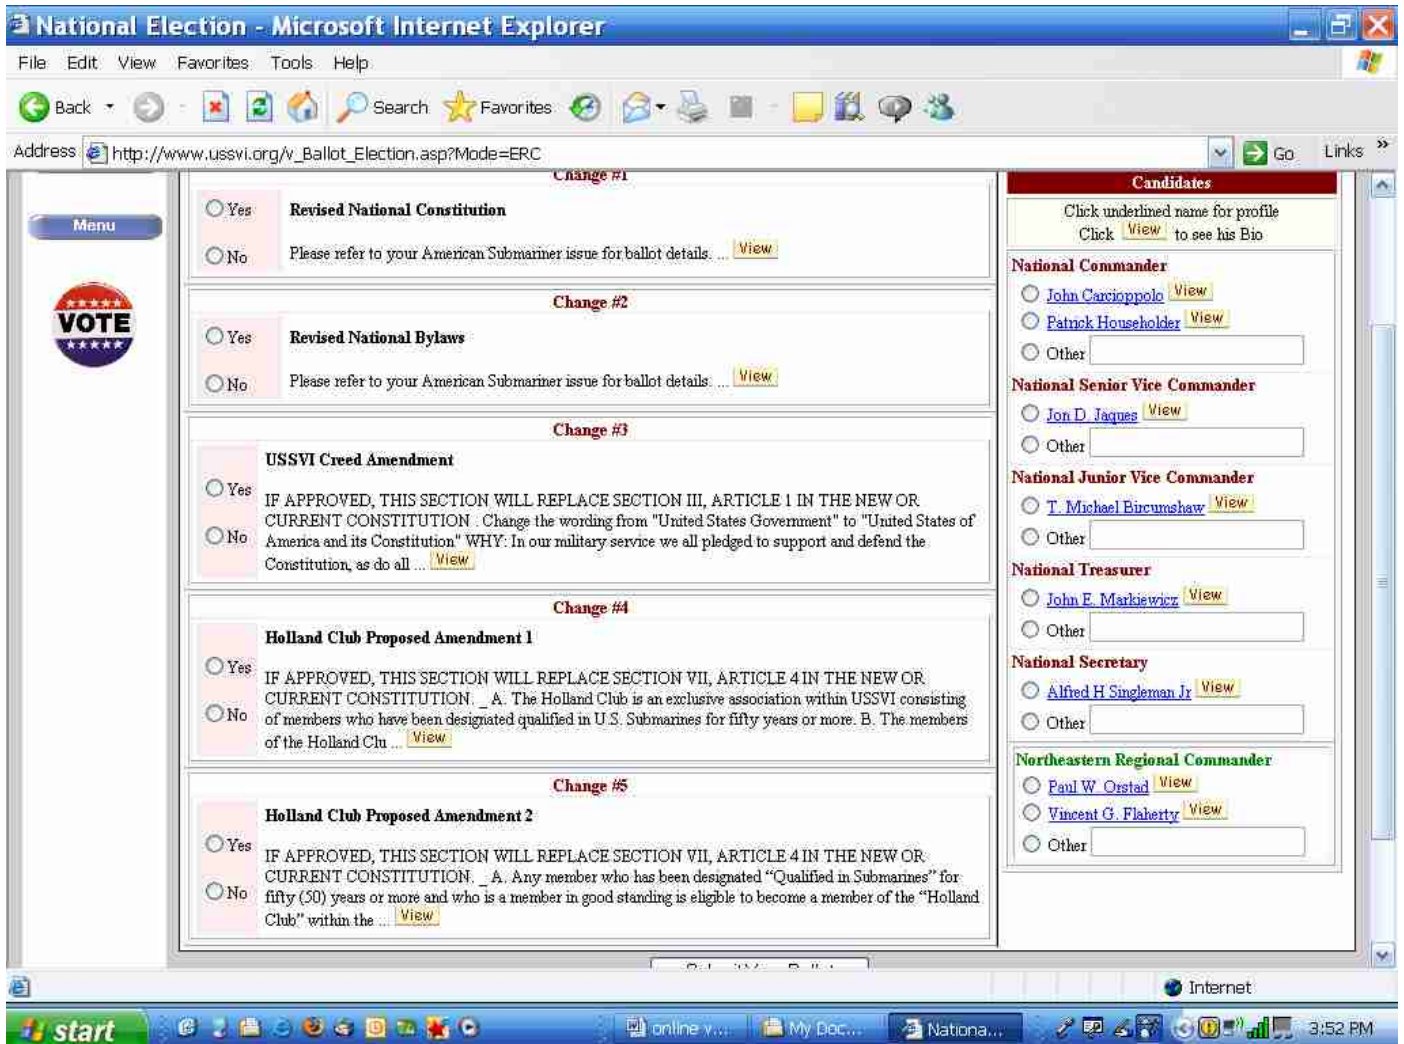 National Election - Microsoft Internet Explorer
File Edit View Favorites Tools Help
Back Search Favorites
Address http://www.ussvi.org/v_Ballot_Election.asp?Mode=ERC Go Links »
Menu
★★★★★
VOTE
★★★★★
Change #1
Yes Revised National Constitution
No Please refer to your American Submariner issue for ballot details. ... View
Change #2
Yes Revised National Bylaws
No Please refer to your American Submariner issue for ballot details. ... View
Change #3
USSVI Creed Amendment
Yes
No
IF APPROVED, THIS SECTION WILL REPLACE SECTION III, ARTICLE 1 IN THE NEW OR
CURRENT CONSTITUTION . Change the wording from "United States Government" to "United States of
America and its Constitution" WHY: In our military service we all pledged to support and defend the
Constitution, as do all ... View
Change #4
Holland Club Proposed Amendment 1
Yes
No
IF APPROVED, THIS SECTION WILL REPLACE SECTION VII, ARTICLE 4 IN THE NEW OR
CURRENT CONSTITUTION. _ A. The Holland Club is an exclusive association within USSVI consisting
of members who have been designated qualified in U.S. Submarines for fifty years or more. B. The members
of the Holland Clu ... View
Change #5
Holland Club Proposed Amendment 2
Yes
No
IF APPROVED, THIS SECTION WILL REPLACE SECTION VII, ARTICLE 4 IN THE NEW OR
CURRENT CONSTITUTION. _ A. Any member who has been designated “Qualified in Submarines” for
fifty (50) years or more and who is a member in good standing is eligible to become a member of the “Holland
Club” within the ... View
Candidates
Click underlined name for profile
Click View to see his Bio
National Commander
John Carcioppolo View
Patrick Householder View
Other
National Senior Vice Commander
Jon D. Jaques View
Other
National Junior Vice Commander
T. Michael Bircumshaw View
Other
National Treasurer
John E. Markiewicz View
Other
National Secretary
Alfred H Singleman Jr View
Other
Northeastern Regional Commander
Paul W. Orstad View
Vincent G. Flaherty View
Other
Internet
start online v... My Doc... Nationa... 3:52 PM